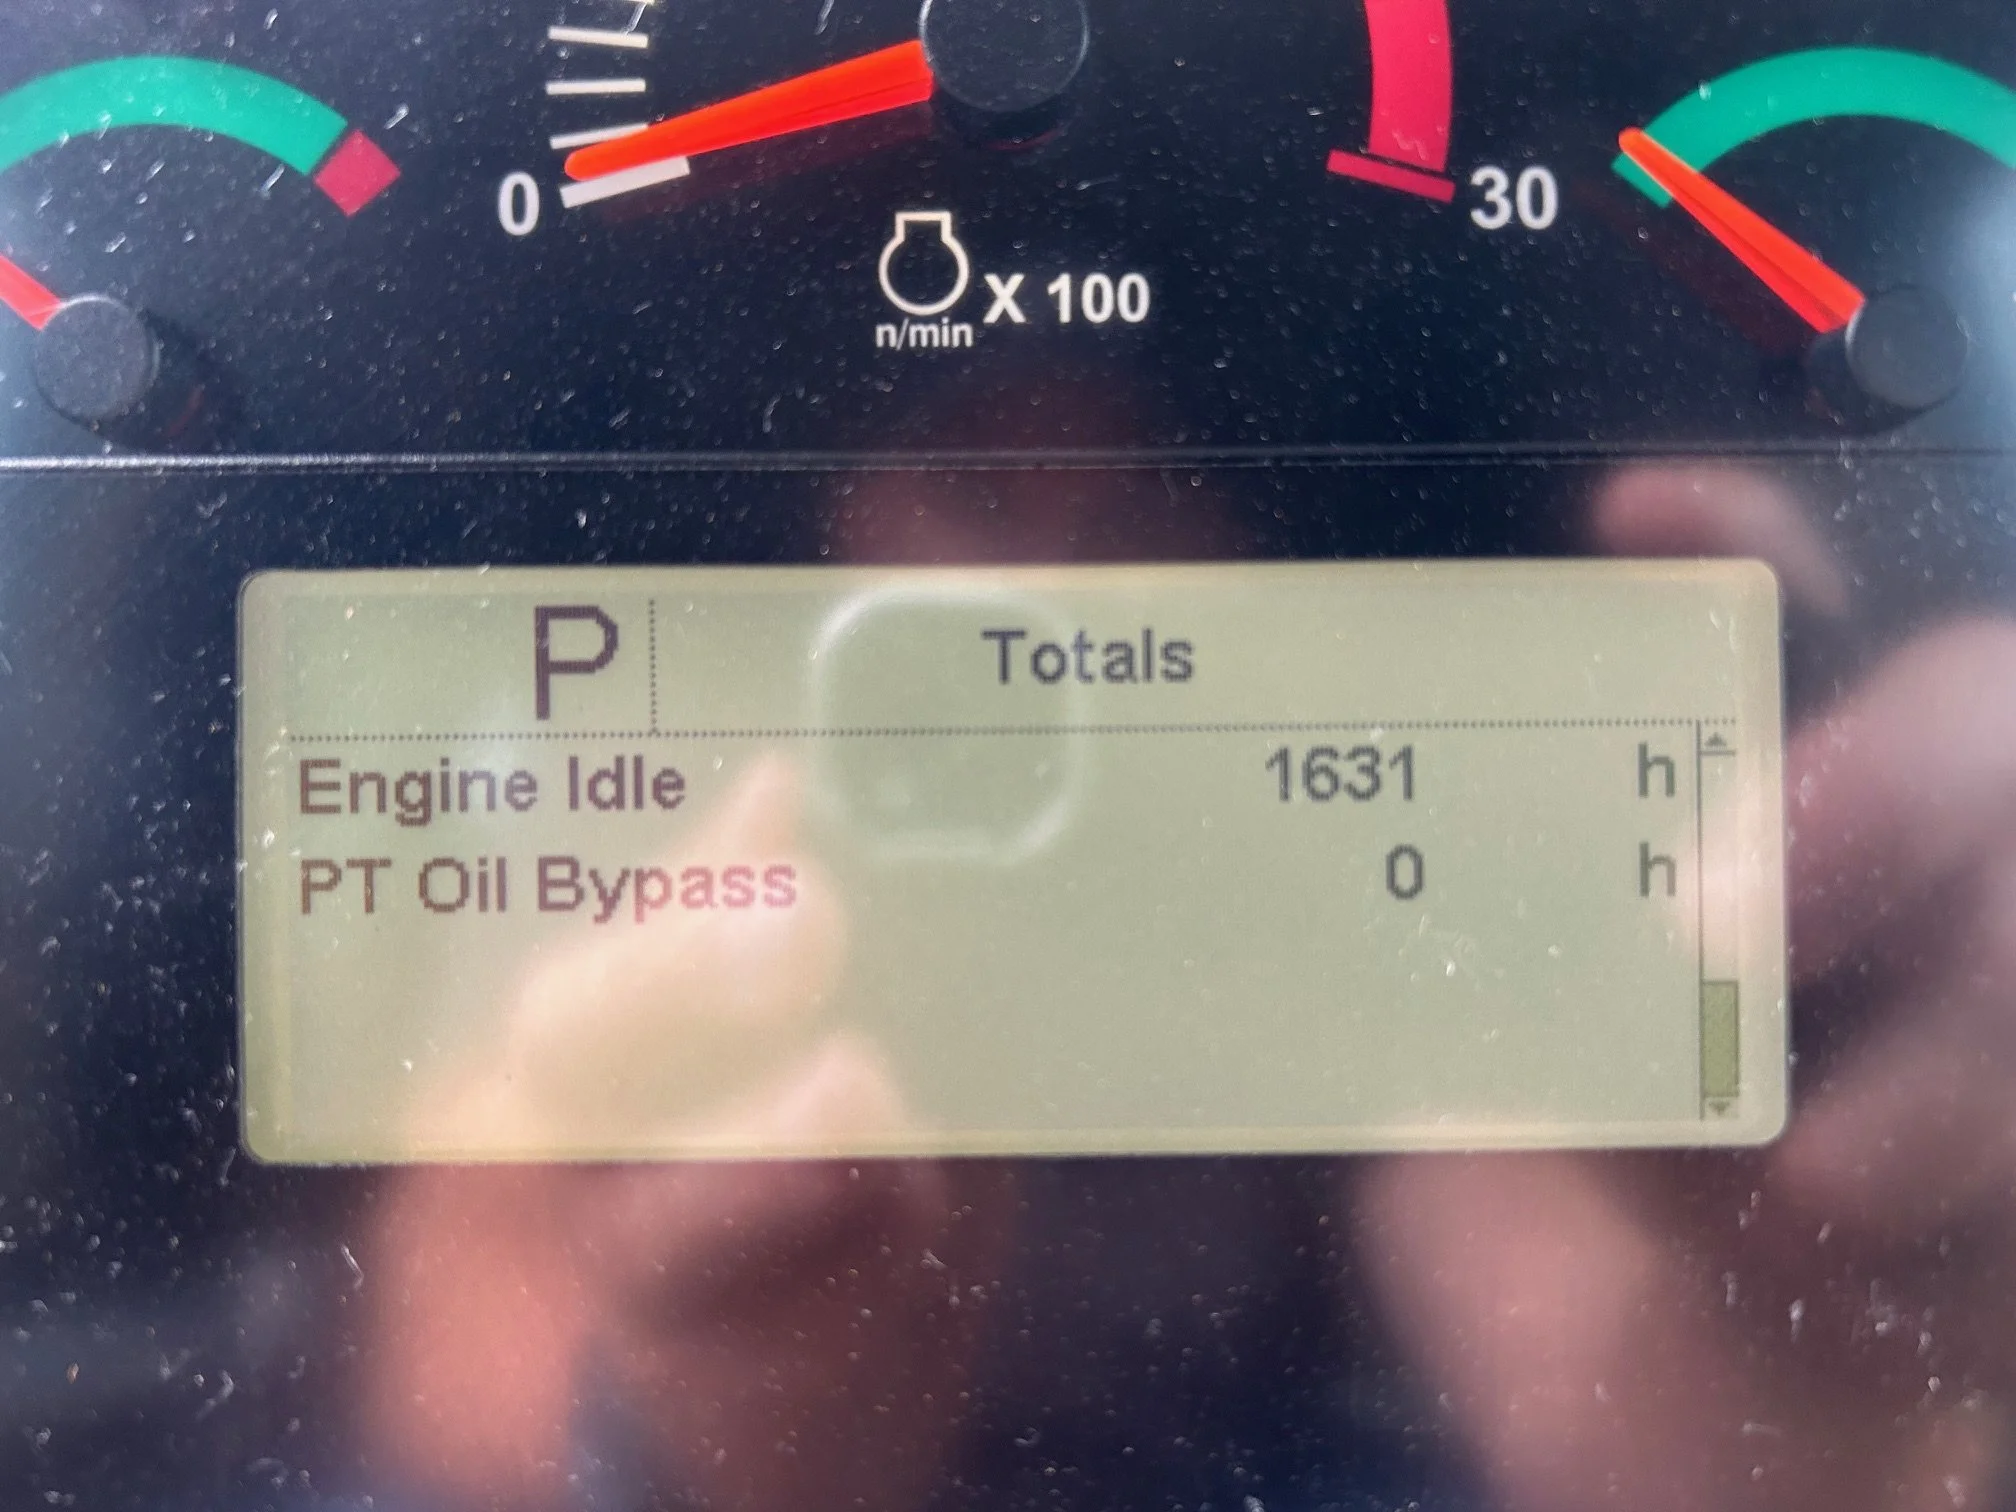 0
30
X 100
n/min
P
Totals
Engine Idle 1631 h
PT Oil Bypass 0 h